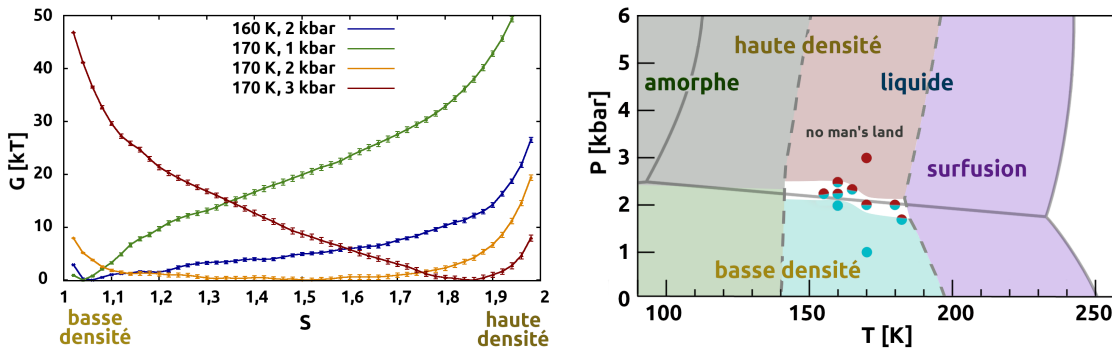 50
40
30
20
10
0
G [kT]
160 K, 2 kbar
170 K, 1 kbar
170 K, 2 kbar
170 K, 3 kbar
1
1,1
1,2
1,3
1,4
1,5
1,6
1,7
1,8
1,9
2
S
basse
densité
haute
densité
6
5
4
3
2
1
0
P [kbar]
haute densité
amorphe
liquide
no man's land
surfusion
basse densité
100
150
200
250
T [K]